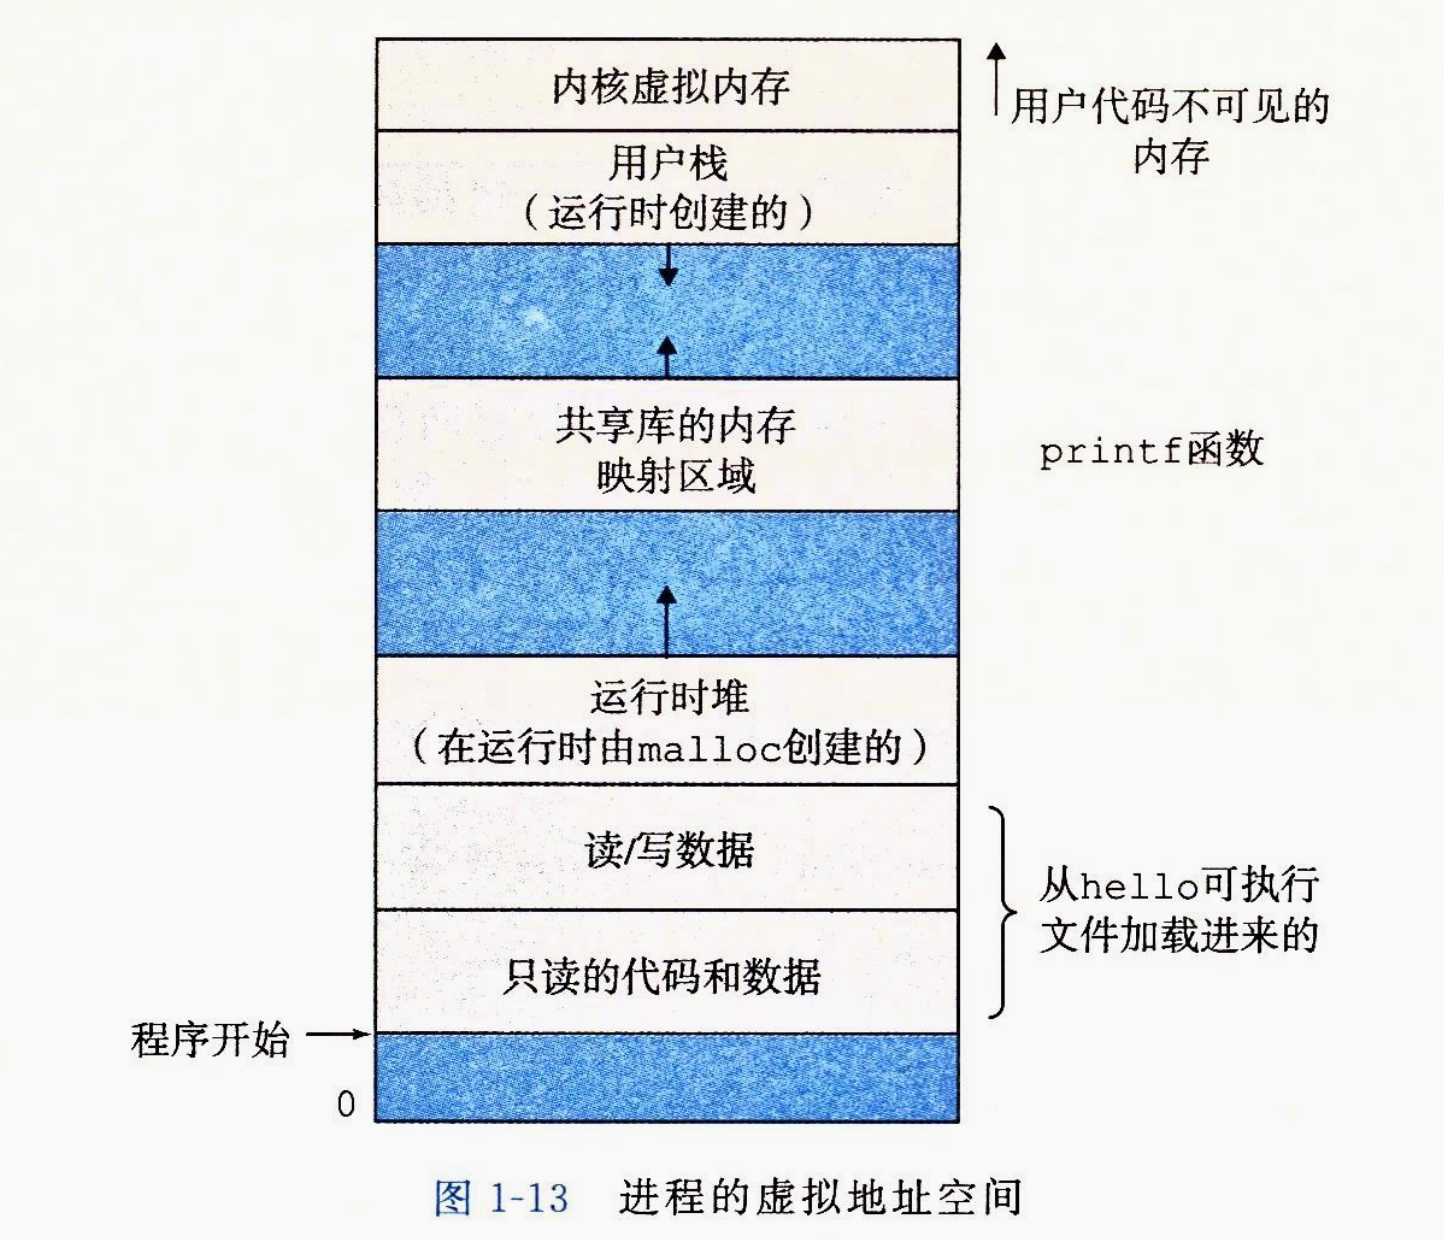 内核虚拟内存
用户代码不可见的
内存
用户栈
（运行时创建的）
共享库的内存
映射区域
printf函数
运行时堆
（在运行时由malloc创建的）
读/写数据
从hello可执行
文件加载进来的
只读的代码和数据
程序开始
0
图 1-13 进程的虚拟地址空间